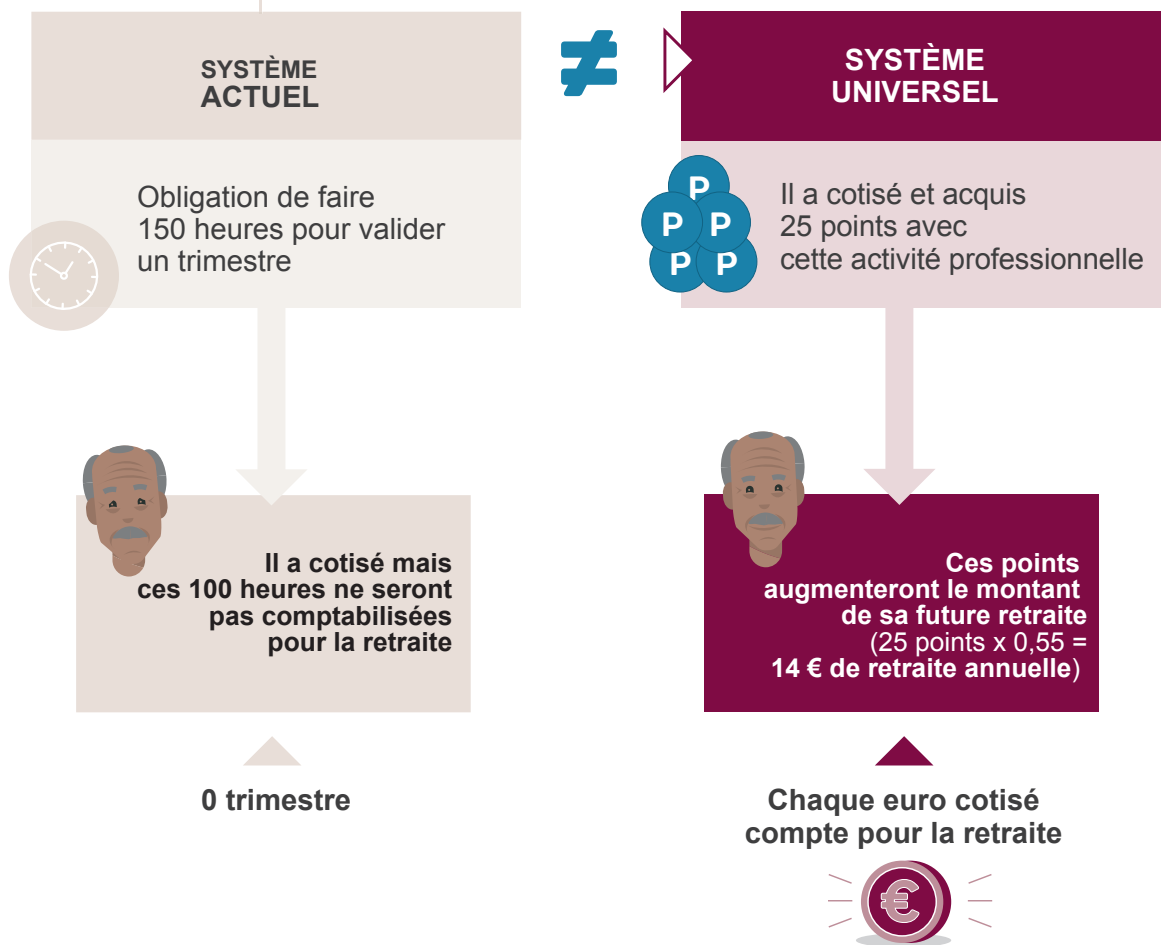 SYSTÈME
ACTUEL
≠
SYSTÈME
UNIVERSEL
Obligation de faire
150 heures pour valider
un trimestre
P
P P
P P
Il a cotisé et acquis
25 points avec
cette activité professionnelle
Il a cotisé mais
ces 100 heures ne seront
pas comptabilisées
pour la retraite
Ces points
augmenteront le montant
de sa future retraite
(25 points x 0,55 =
14 € de retraite annuelle)
0 trimestre
Chaque euro cotisé
compte pour la retraite
€